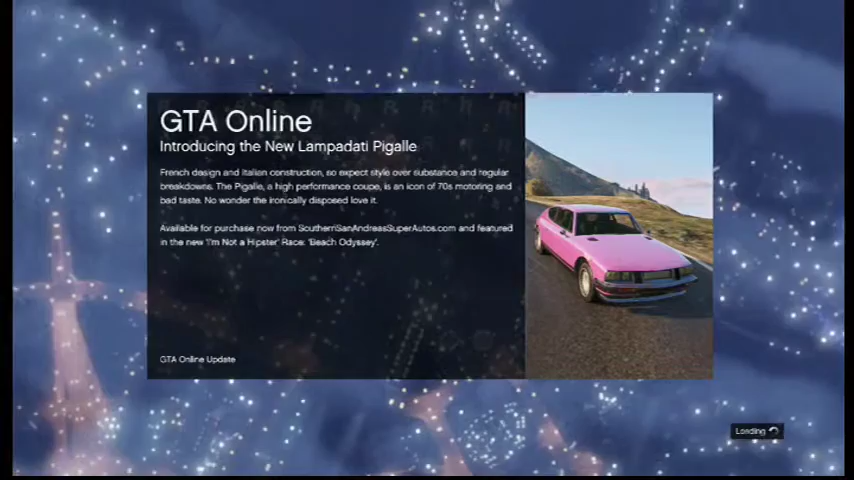 GTA Online
Introducing the New Lampadati Pigalle
French design and Italian construction, so expect style over substance and regular
breakdowns. The Pigalle, a high performance coupe, is an icon of 70s motoring and
bad taste. No wonder the ironically disposed love it.
Available for purchase now from SouthernSanAndreasSuperAutos.com and featured
in the new 'I'm Not a Hipster' Race: 'Beach Odyssey'.
GTA Online Update
Loading